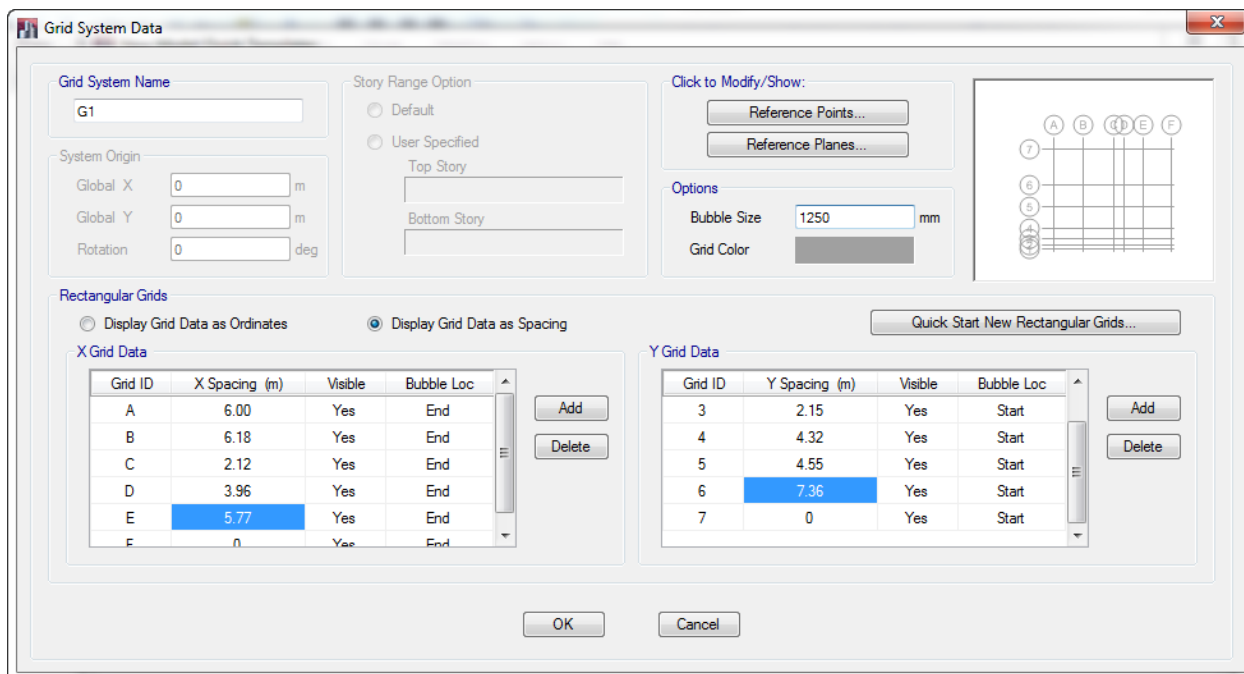 Grid System Data
Grid System Name
G1
System Origin
Global X 0 m
Global Y 0 m
Rotation 0 deg
Story Range Option
Default
User Specified
Top Story
Bottom Story
Click to Modify/Show:
Reference Points...
Reference Planes...
Options
Bubble Size 1250 mm
Grid Color
A B C D E F
7
6
5
4
Rectangular Grids
Display Grid Data as Ordinates Display Grid Data as Spacing Quick Start New Rectangular Grids...
X Grid Data
Grid ID X Spacing (m) Visible Bubble Loc
A 6.00 Yes End
B 6.18 Yes End
C 2.12 Yes End
D 3.96 Yes End
E 5.77 Yes End
F 0 Yes End
Add
Delete
Y Grid Data
Grid ID Y Spacing (m) Visible Bubble Loc
3 2.15 Yes Start
4 4.32 Yes Start
5 4.55 Yes Start
6 7.36 Yes Start
7 0 Yes Start
Add
Delete
OK Cancel